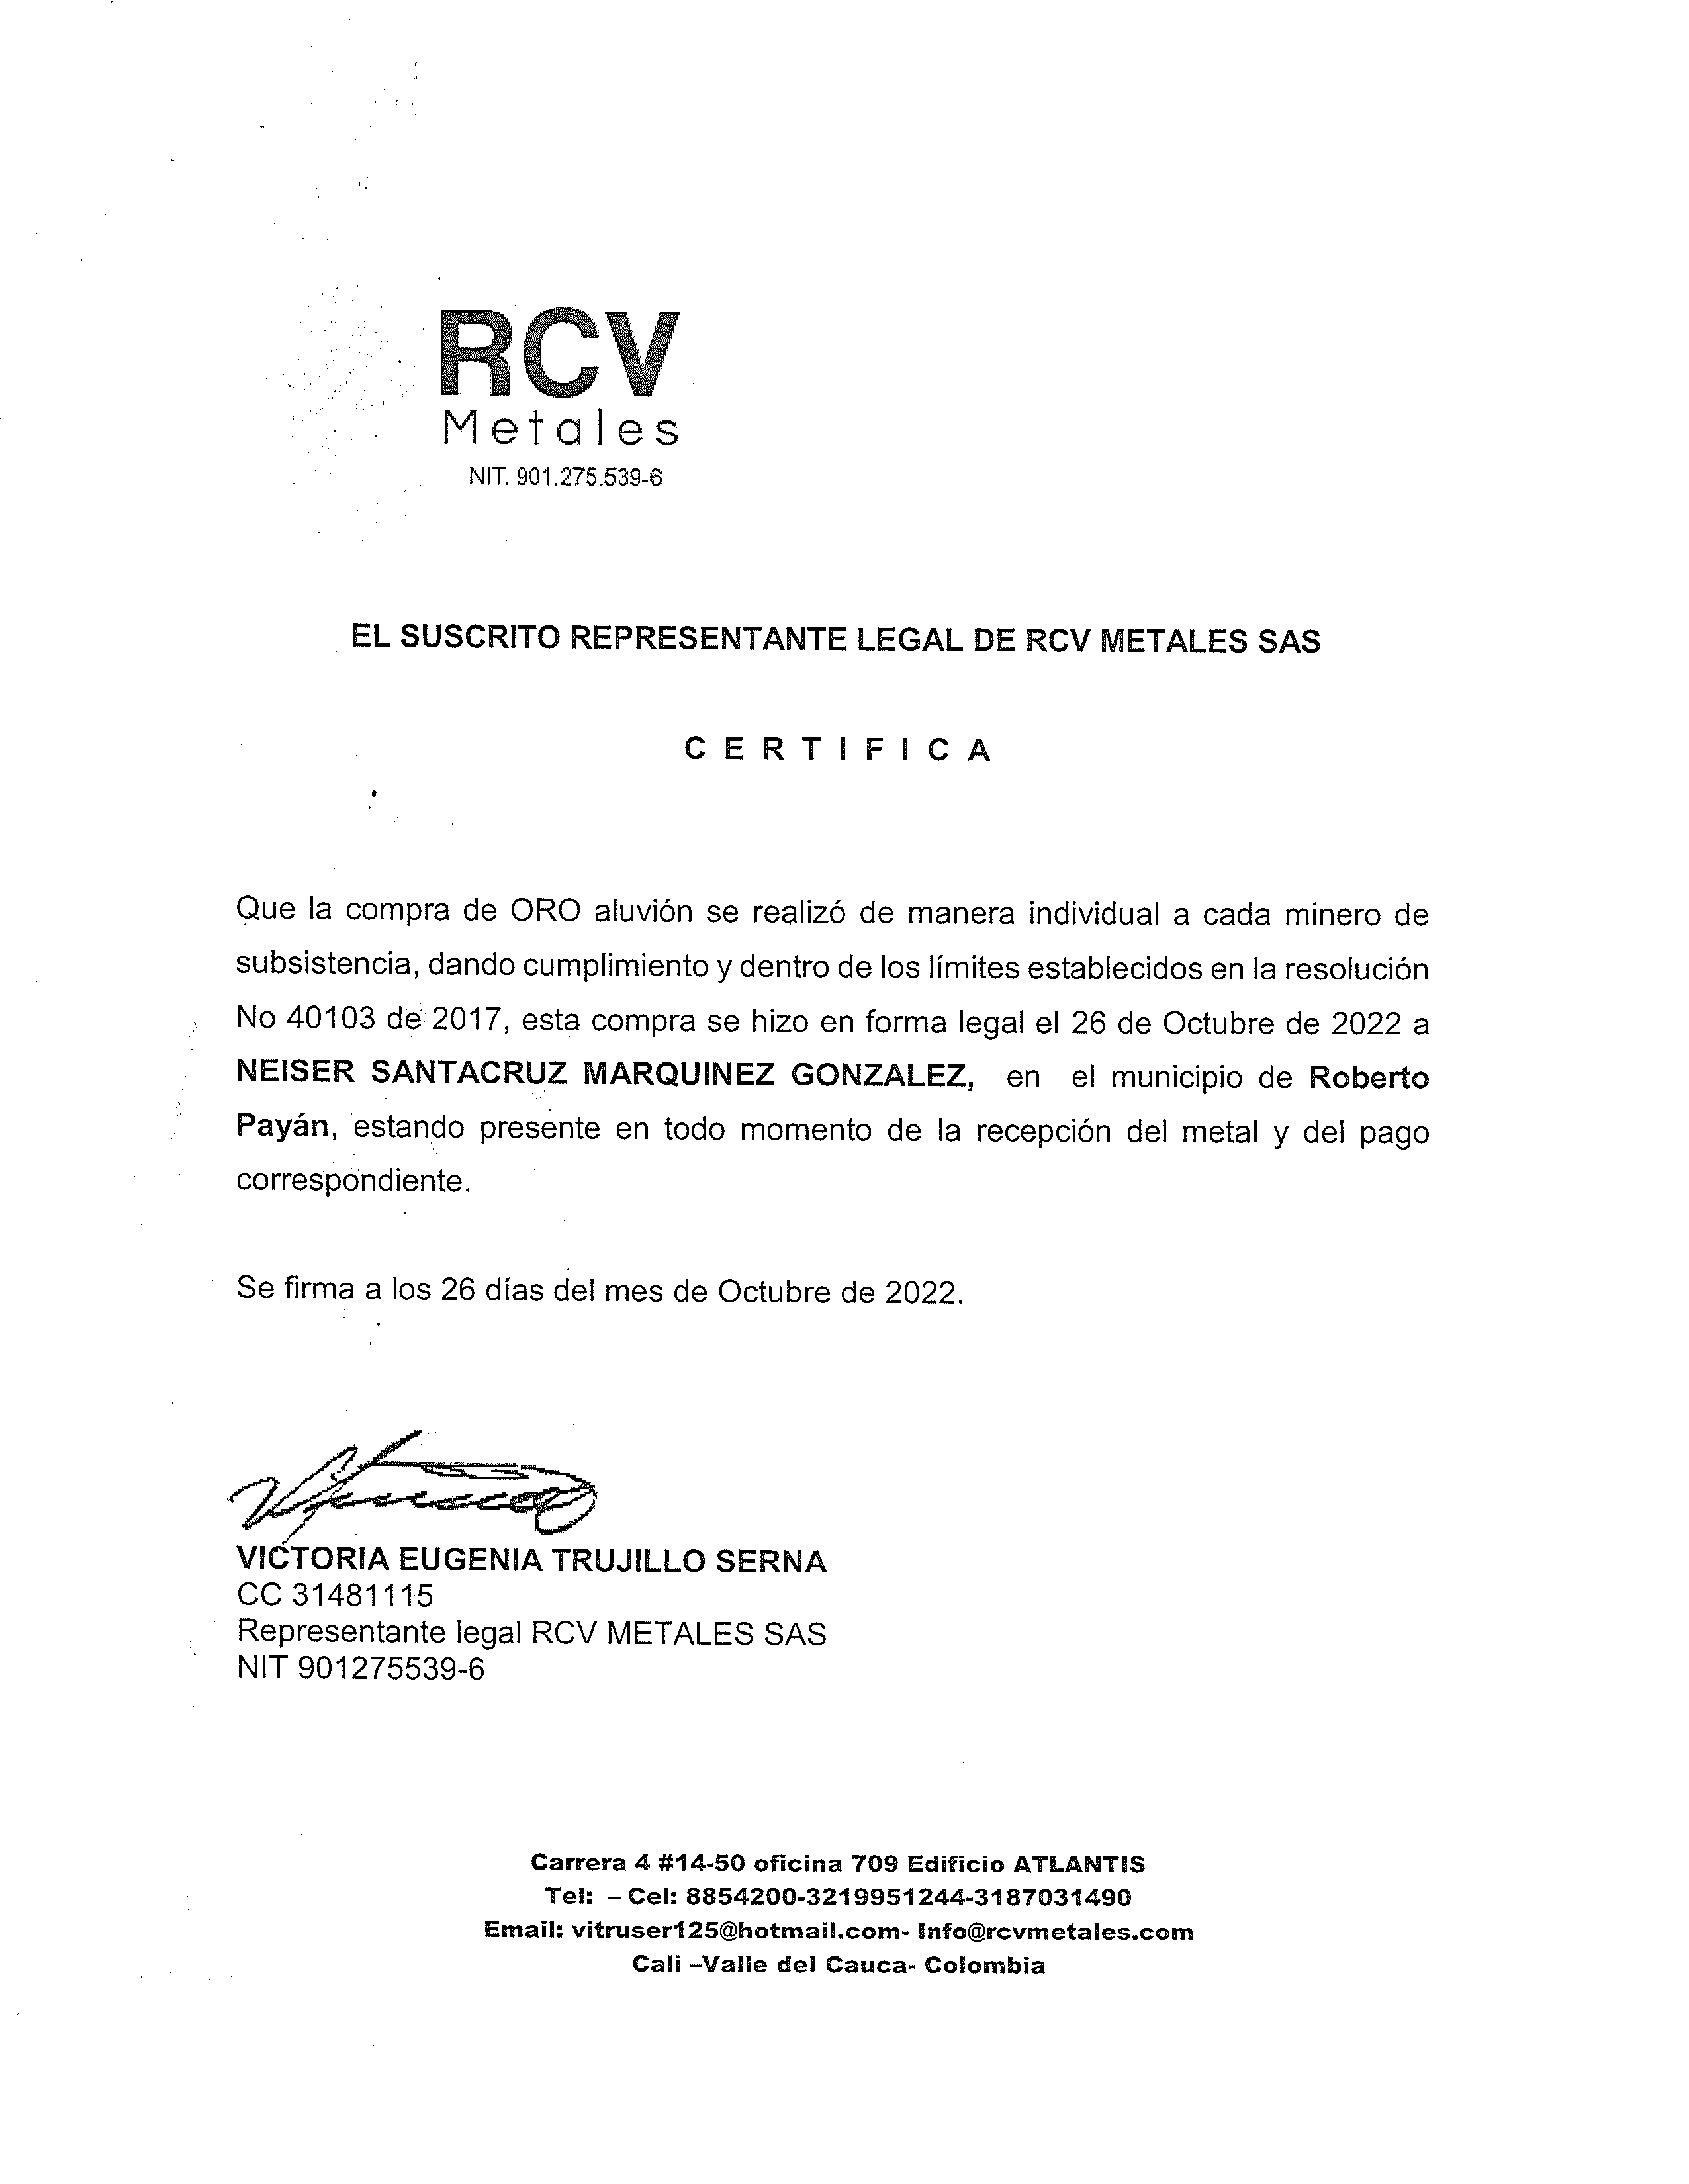 RCV
Metales
NIT. 901.275.539-6
EL SUSCRITO REPRESENTANTE LEGAL DE RCV METALES SAS
C E R T I F I C A
Que la compra de ORO aluvión se realizó de manera individual a cada minero de
subsistencia, dando cumplimiento y dentro de los límites establecidos en la resolución
No 40103 de 2017, esta compra se hizo en forma legal el 26 de Octubre de 2022 a
NEISER SANTACRUZ MARQUINEZ GONZALEZ, en el municipio de Roberto
Payán, estando presente en todo momento de la recepción del metal y del pago
correspondiente.
Se firma a los 26 días del mes de Octubre de 2022.
VICTORIA EUGENIA TRUJILLO SERNA
CC 31481115
Representante legal RCV METALES SAS
NIT 901275539-6
Carrera 4 #14-50 oficina 709 Edificio ATLANTIS
Tel: – Cel: 8854200-3219951244-3187031490
Email: vitruser125@hotmail.com- Info@rcvmetales.com
Cali –Valle del Cauca- Colombia